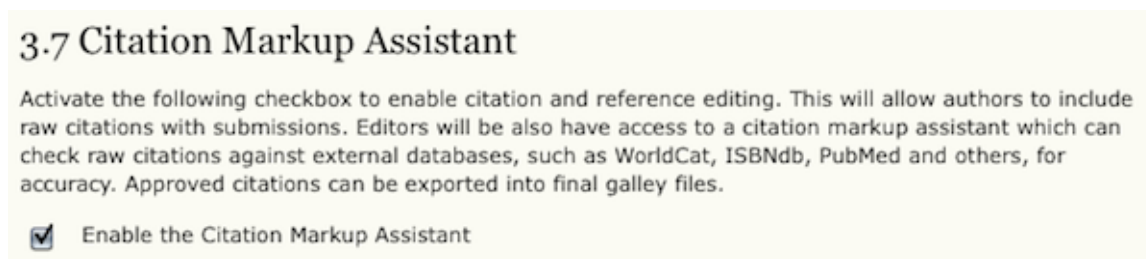 3.7 Citation Markup Assistant
Activate the following checkbox to enable citation and reference editing. This will allow authors to include
raw citations with submissions. Editors will be also have access to a citation markup assistant which can
check raw citations against external databases, such as WorldCat, ISBNdb, PubMed and others, for
accuracy. Approved citations can be exported into final galley files.
Enable the Citation Markup Assistant